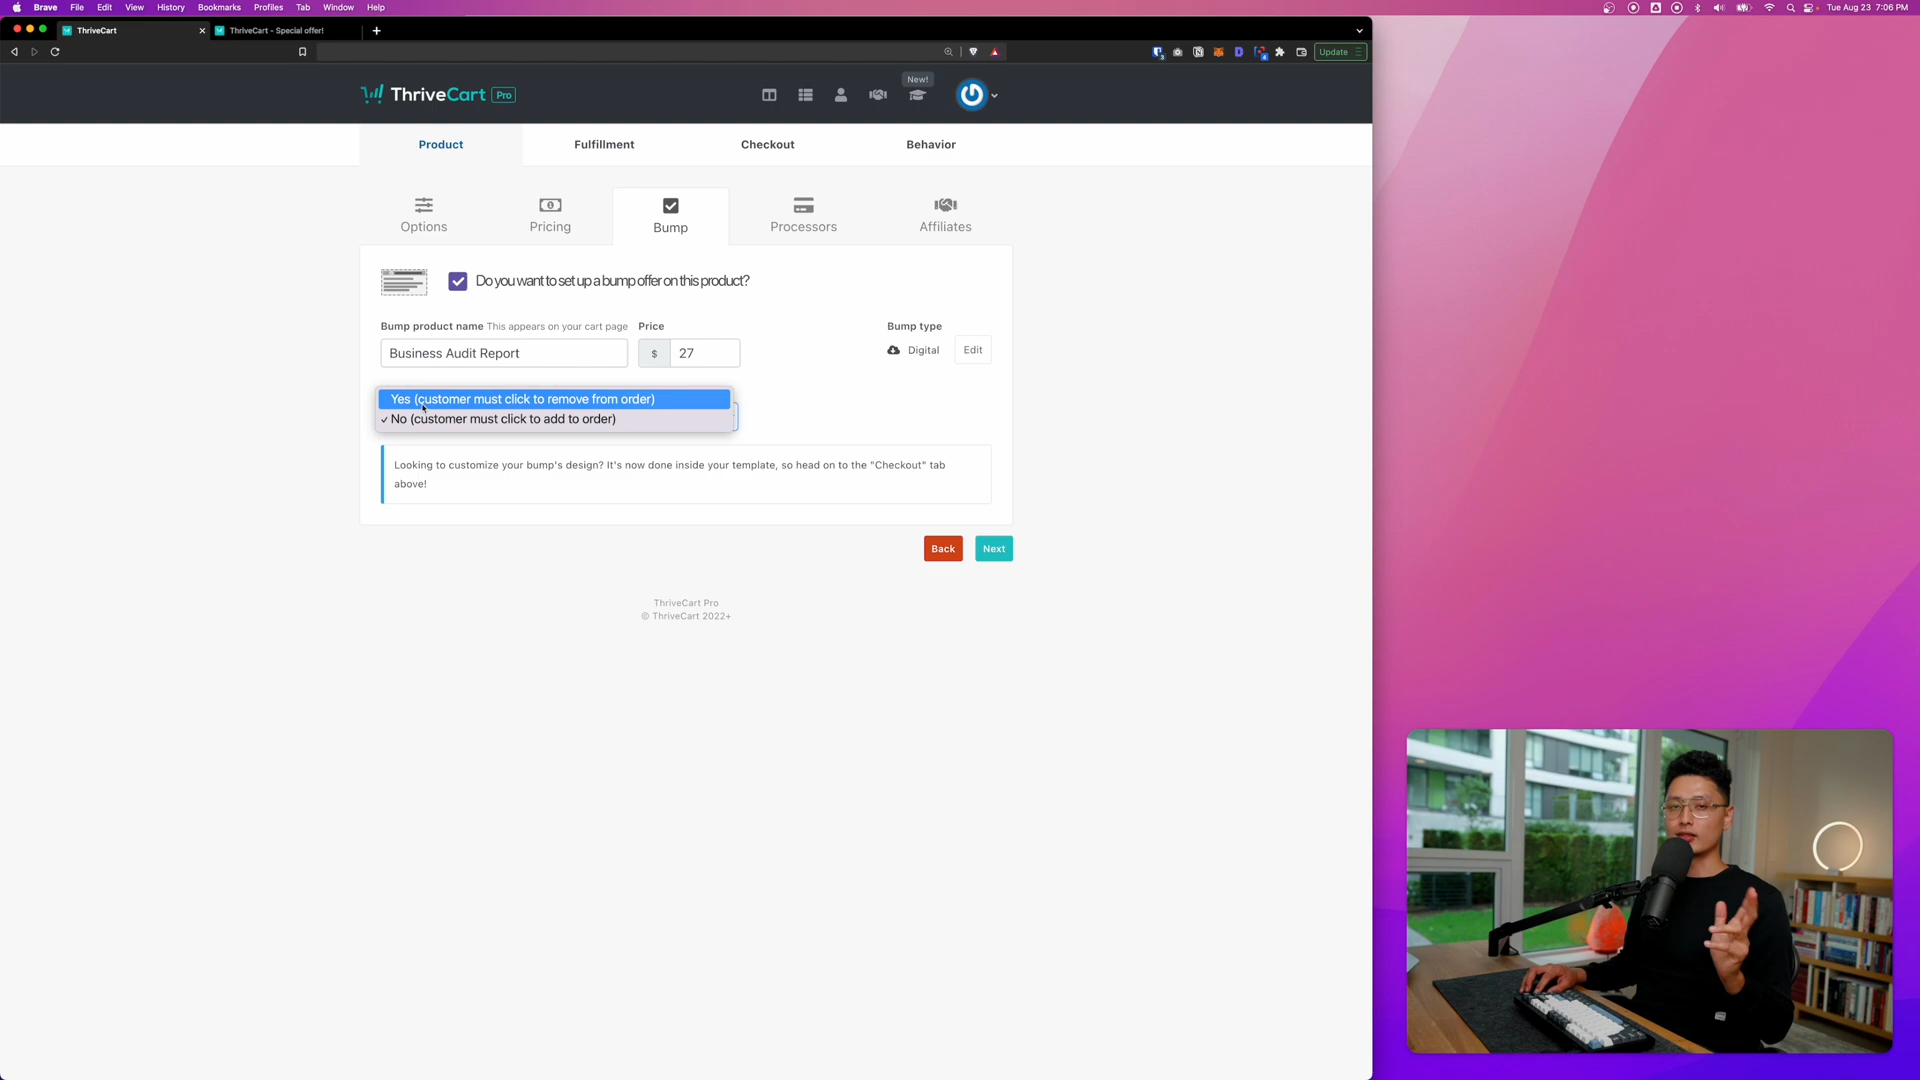 Brave File Edit View History Bookmarks Profiles Tab Window Help
Tue Aug 23 7:06 PM
ThriveCart
ThriveCart - Special offer!
Update
ThriveCart Pro
New!
Product
Fulfillment
Checkout
Behavior
Options
Pricing
Bump
Processors
Affiliates
Do you want to set up a bump offer on this product?
Bump product name This appears on your cart page
Price
Bump type
Business Audit Report
$ 27
Digital
Edit
Yes (customer must click to remove from order)
✓ No (customer must click to add to order)
Looking to customize your bump's design? It's now done inside your template, so head on to the "Checkout" tab
above!
Back
Next
ThriveCart Pro
© ThriveCart 2022+